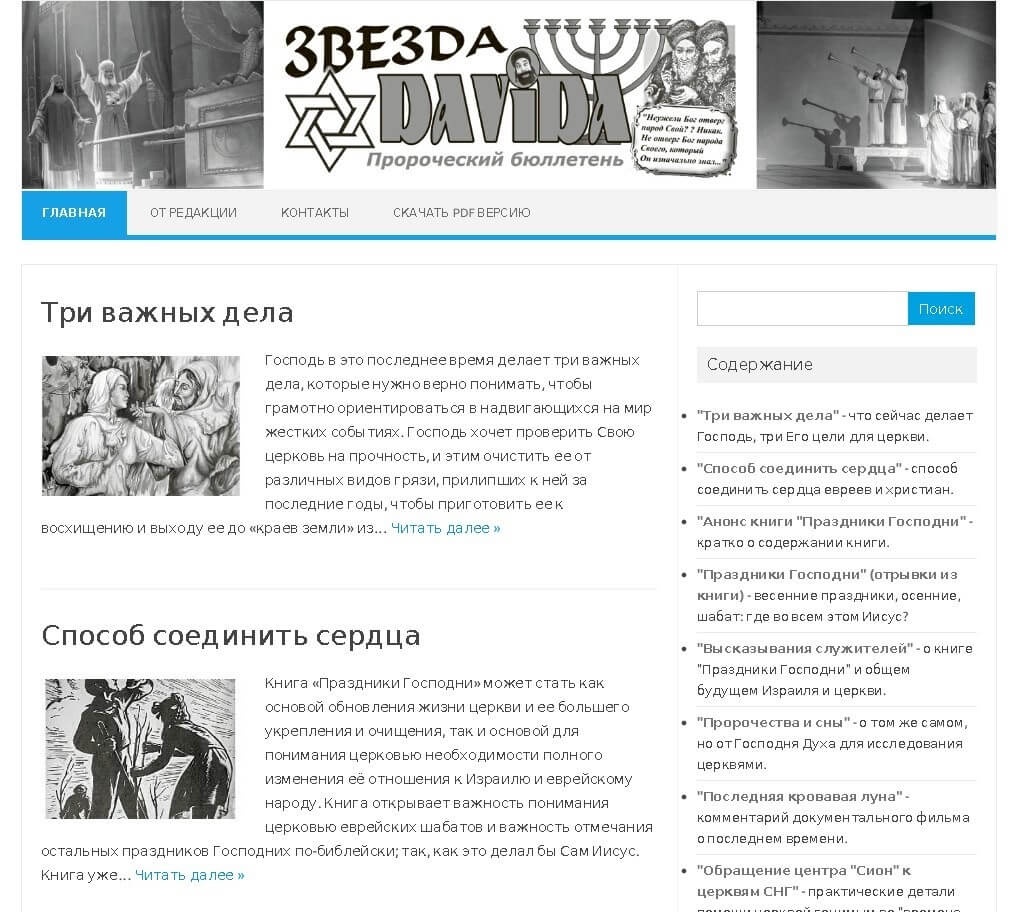 ЗВЕЗДА
DAViDA
Пророческий бюллетень
"Неужели Бог отверг
народ Свой? ? Никак.
Не отверг Бог народа
Своего, который
Он изначально знал..."
ГЛАВНАЯ ОТ РЕДАКЦИИ КОНТАКТЫ СКАЧАТЬ PDF ВЕРСИЮ
Три важных дела
Господь в это последнее время делает три важных
дела, которые нужно верно понимать, чтобы
грамотно ориентироваться в надвигающихся на мир
жестких событиях. Господь хочет проверить Свою
церковь на прочность, и этим очистить ее от
различных видов грязи, прилипших к ней за
последние годы, чтобы приготовить ее к
восхищению и выходу ее до «краев земли» из... Читать далее »
Способ соединить сердца
Книга «Праздники Господни» может стать как
основой обновления жизни церкви и ее большего
укрепления и очищения, так и основой для
понимания церковью необходимости полного
изменения её отношения к Израилю и еврейскому
народу. Книга открывает важность понимания
церковью еврейских шабатов и важность отмечания
остальных праздников Господних по-библейски; так, как это делал бы Сам Иисус.
Книга уже... Читать далее »
Поиск
Содержание
"Три важных дела" - что сейчас делает
Господь, три Его цели для церкви.
"Способ соединить сердца" - способ
соединить сердца евреев и христиан.
"Анонс книги "Праздники Господни" -
кратко о содержании книги.
"Праздники Господни" (отрывки из
книги) - весенние праздники, осенние,
шабат: где во всем этом Иисус?
"Высказывания служителей" - о книге
"Праздники Господни" и общем
будущем Израиля и церкви.
"Пророчества и сны" - о том же самом,
но от Господня Духа для исследования
церквями.
"Последняя кровавая луна" -
комментарий документального фильма
о последнем времени.
"Обращение центра "Сион" к
церквям СНГ" - практические детали